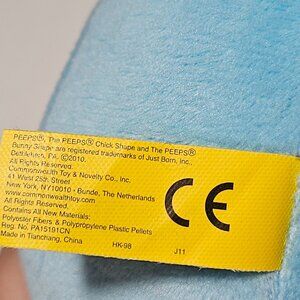 PEEPS®, The PEEPS® Chick Shape and The PEEPS®
Bunny Shape are registered trademarks of Just Born, Inc.,
Bethlehem, PA. ©2010.
All Rights Reserved.
Commonwealth Toy & Novelty Co., Inc.
41 West 25th Street
New York, NY10010 • Bunde, The Netherlands
www.commonwealthtoy.com
All Rights Reserved.
Contains All New Materials:
Polyester Fibers & Polypropylene Plastic Pellets
Reg. No. PA15191CN
Made in Tianchang, China
HK-98
J11
CE